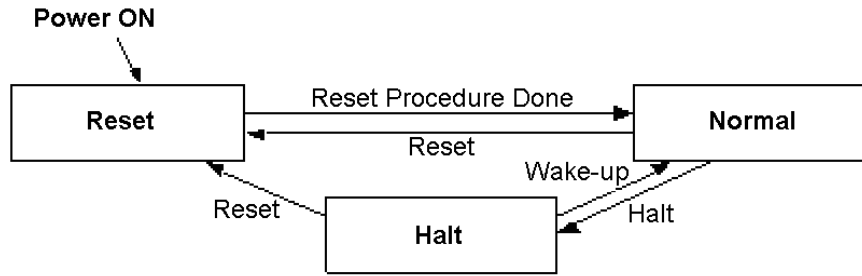 Power ON
Reset
Reset Procedure Done
Normal
Reset
Wake-up
Reset
Halt
Halt